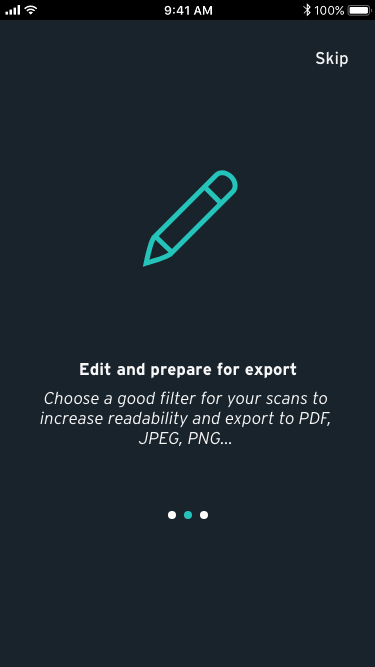 9:41 AM 100%
Skip
Edit and prepare for export
Choose a good filter for your scans to
increase readability and export to PDF,
JPEG, PNG...